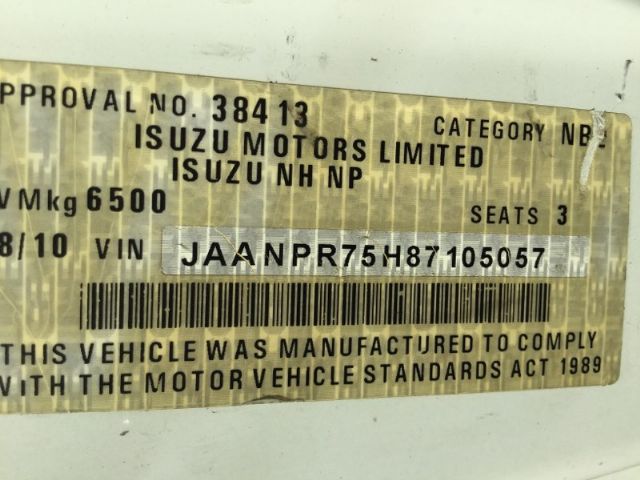 PPROVAL NO. 38413 CATEGORY NB2
ISUZU MOTORS LIMITED
ISUZU NH NP
VMkg 6500 SEATS 3
8/10 VIN JAANPR75H87105057
THIS VEHICLE WAS MANUFACTURED TO COMPLY
WITH THE MOTOR VEHICLE STANDARDS ACT 1989